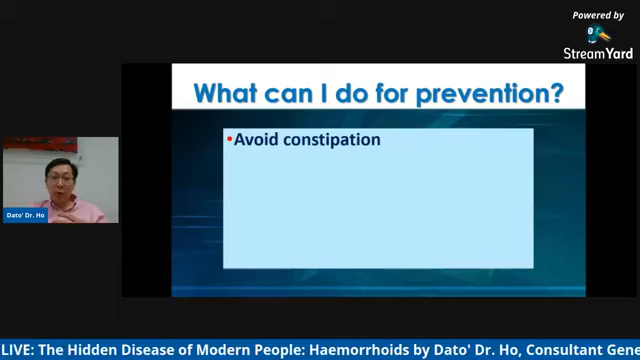 Powered by
StreamYard
What can I do for prevention?
•Avoid constipation
Dato' Dr. Ho
LIVE: The Hidden Disease of Modern People: Haemorrhoids by Dato' Dr. Ho, Consultant Gene